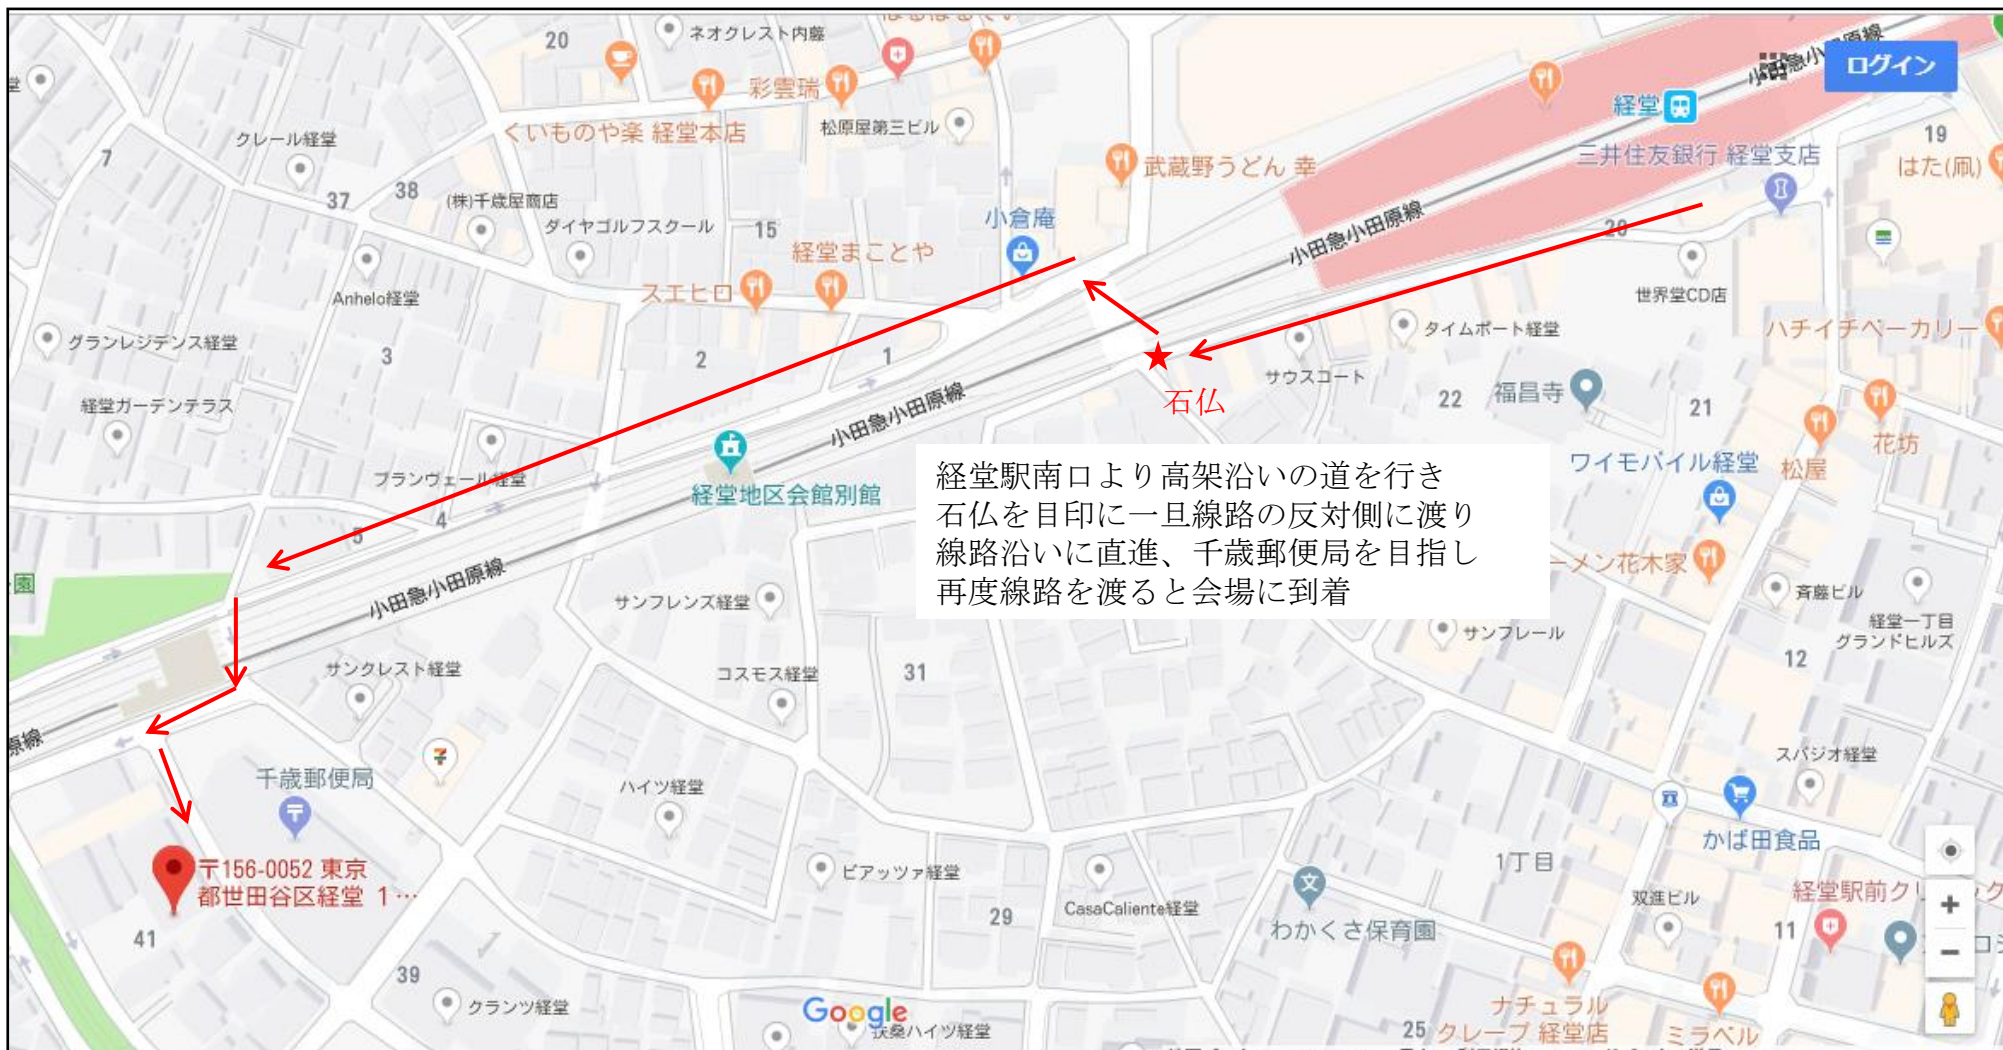 20
ネオクレスト内藤
小田急小田原線
ログイン
彩雲瑞
経堂
くいものや楽 経堂本店
松原屋第三ビル
19
三井住友銀行 経堂支店
はた(凧)
クレール経堂
7
武蔵野うどん 幸
37
38
(株)千歳屋商店
ダイヤゴルフスクール
15
小倉庵
20
小田急小田原線
経堂まことや
スエヒロ
Anhelo経堂
世界堂CD店
グランレジデンス経堂
3
2
1
タイムポート経堂
ハチイチベーカリー
サウスコート
石仏
22
福昌寺
21
経堂ガーデンテラス
小田急小田原線
花坊
ワイモバイル経堂
松屋
ブランヴェール経堂
経堂地区会館別館
4
5
経堂駅南口より高架沿いの道を行き
石仏を目印に一旦線路の反対側に渡り
線路沿いに直進、千歳郵便局を目指し
再度線路を渡ると会場に到着
ーメン花木家
園
小田急小田原線
サンフレンズ経堂
斉藤ビル
経堂一丁目
グランドヒルズ
サンフレール
12
サンクレスト経堂
コスモス経堂
31
原線
千歳郵便局
ハイツ経堂
スパジオ経堂
かば田食品
〒156-0052 東京
都世田谷区経堂 1…
ピアッツァ経堂
1丁目
文
CasaCaliente経堂
29
わかくさ保育園
双進ビル
経堂駅前クリニック
11
41
39
クランツ経堂
Google
扶桑ハイツ経堂
25
ナチュラル
クレープ 経堂店
ミラベル